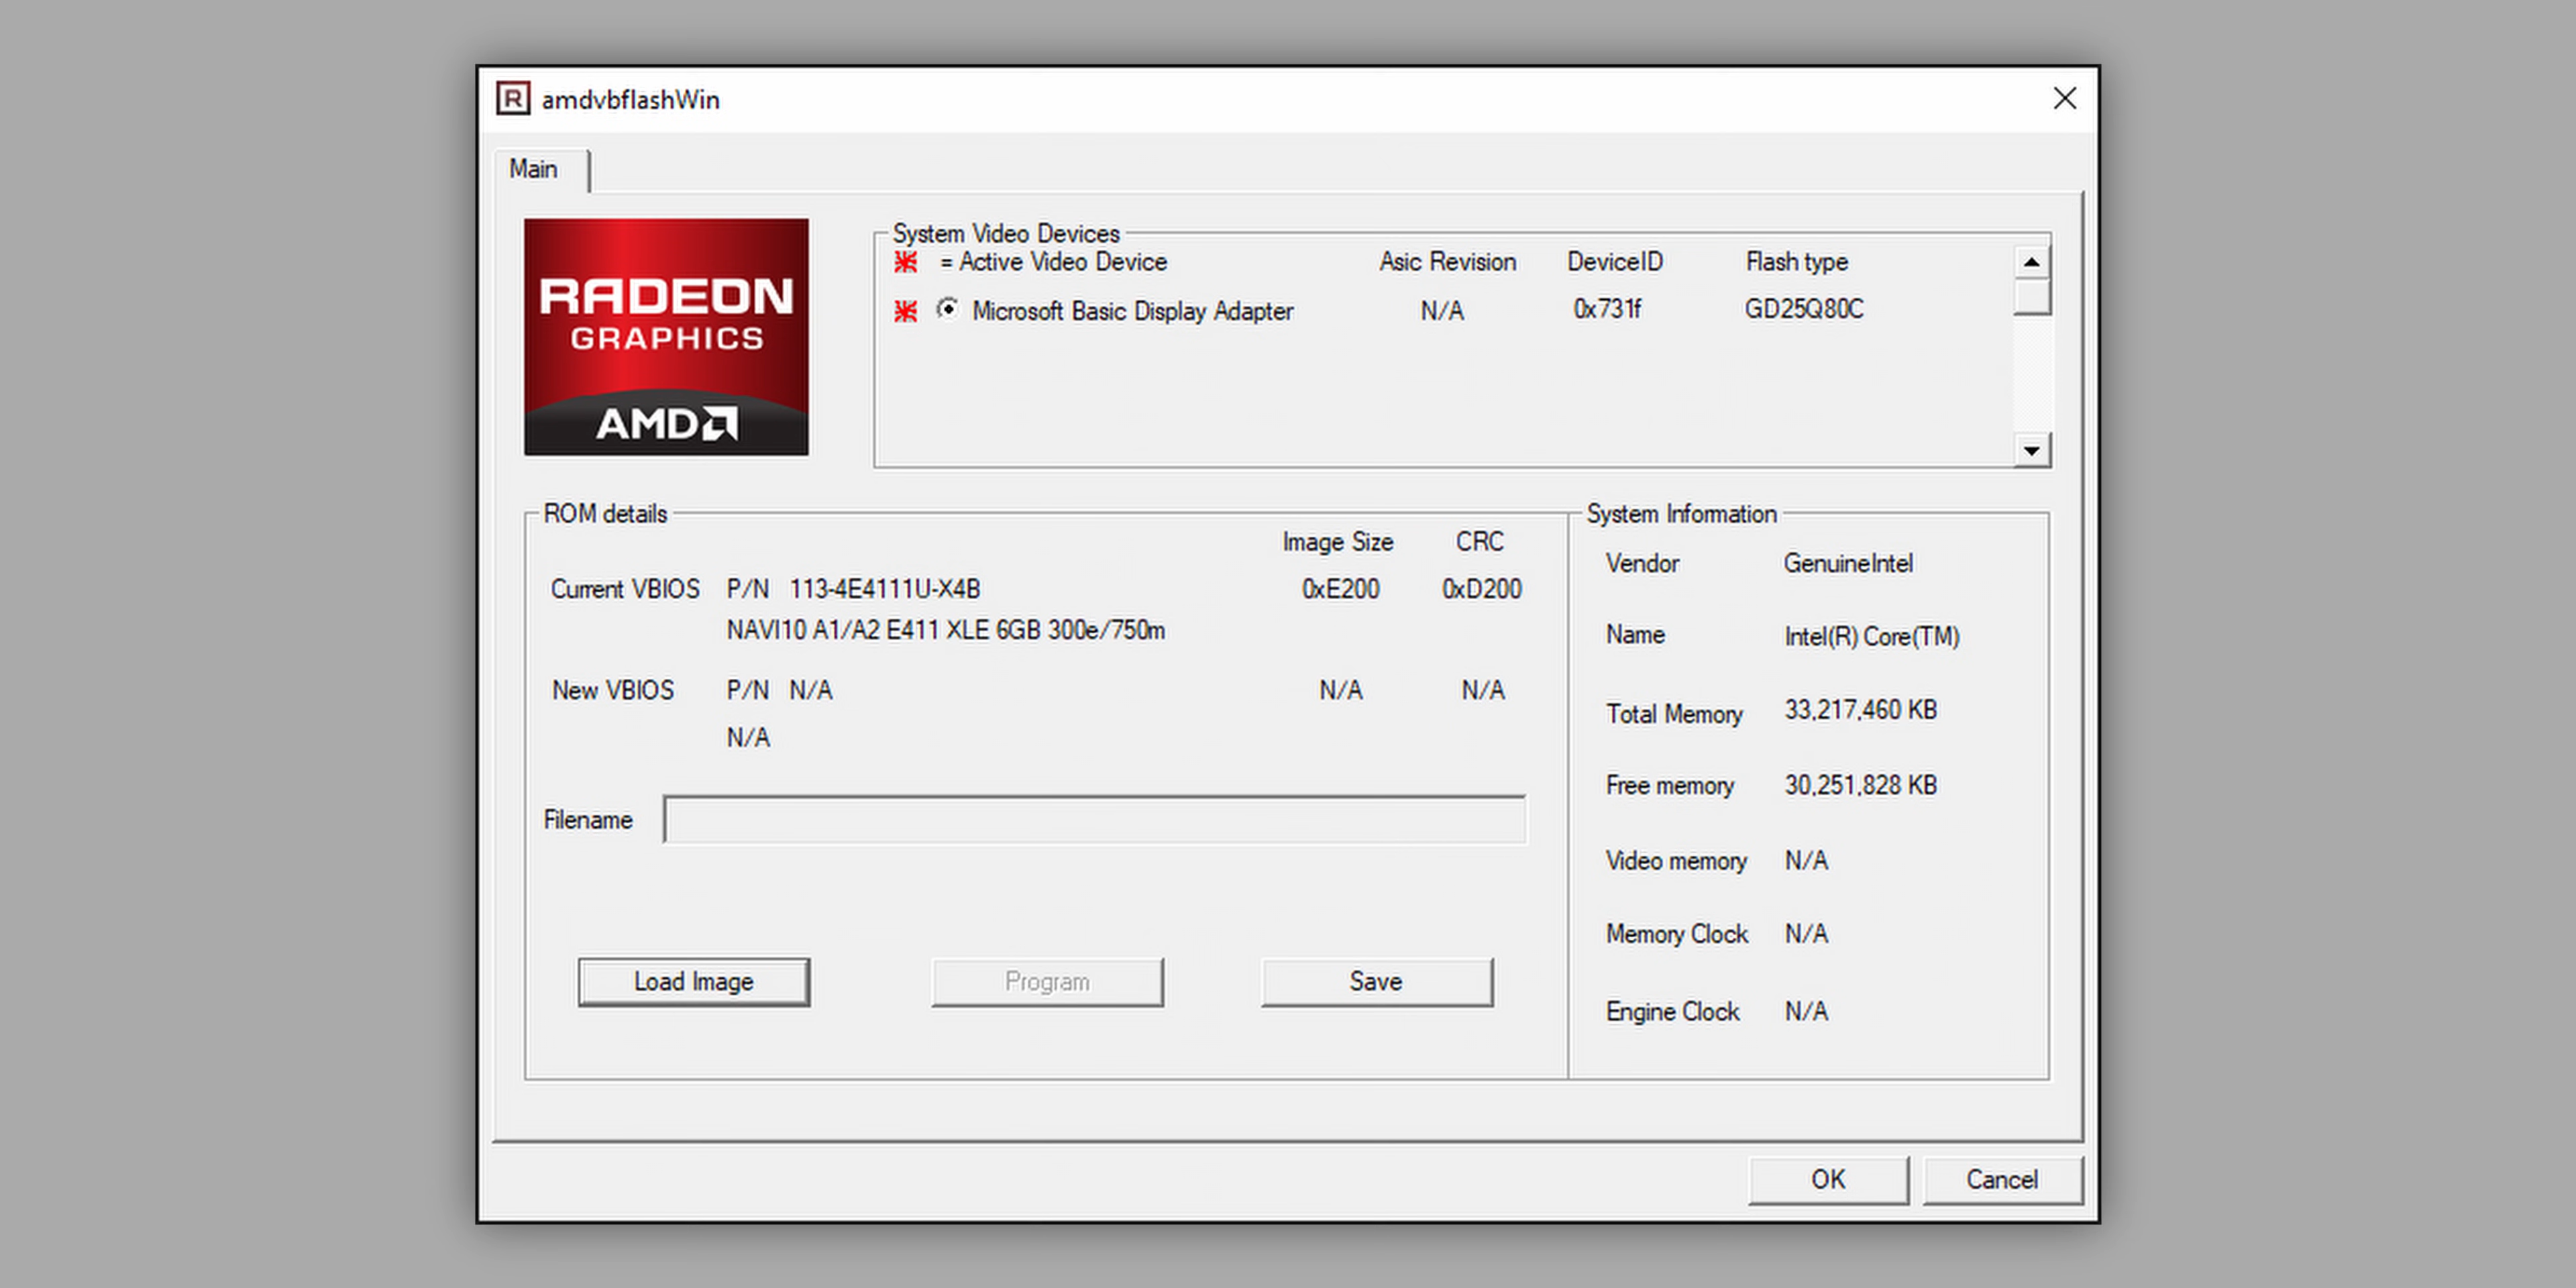 R amdvbflashWin
Main
RADEON
GRAPHICS
AMD
System Video Devices
= Active Video Device Asic Revision DeviceID Flash type
Microsoft Basic Display Adapter N/A 0x731f GD25Q80C
ROM details
Image Size CRC
Current VBIOS P/N 113-4E4111U-X4B 0xE200 0xD200
NAVI10 A1/A2 E411 XLE 6GB 300e/750m
New VBIOS P/N N/A N/A N/A
N/A
Filename
Load Image Program Save
System Information
Vendor GenuineIntel
Name Intel(R) Core(TM)
Total Memory 33,217,460 KB
Free memory 30,251,828 KB
Video memory N/A
Memory Clock N/A
Engine Clock N/A
OK Cancel